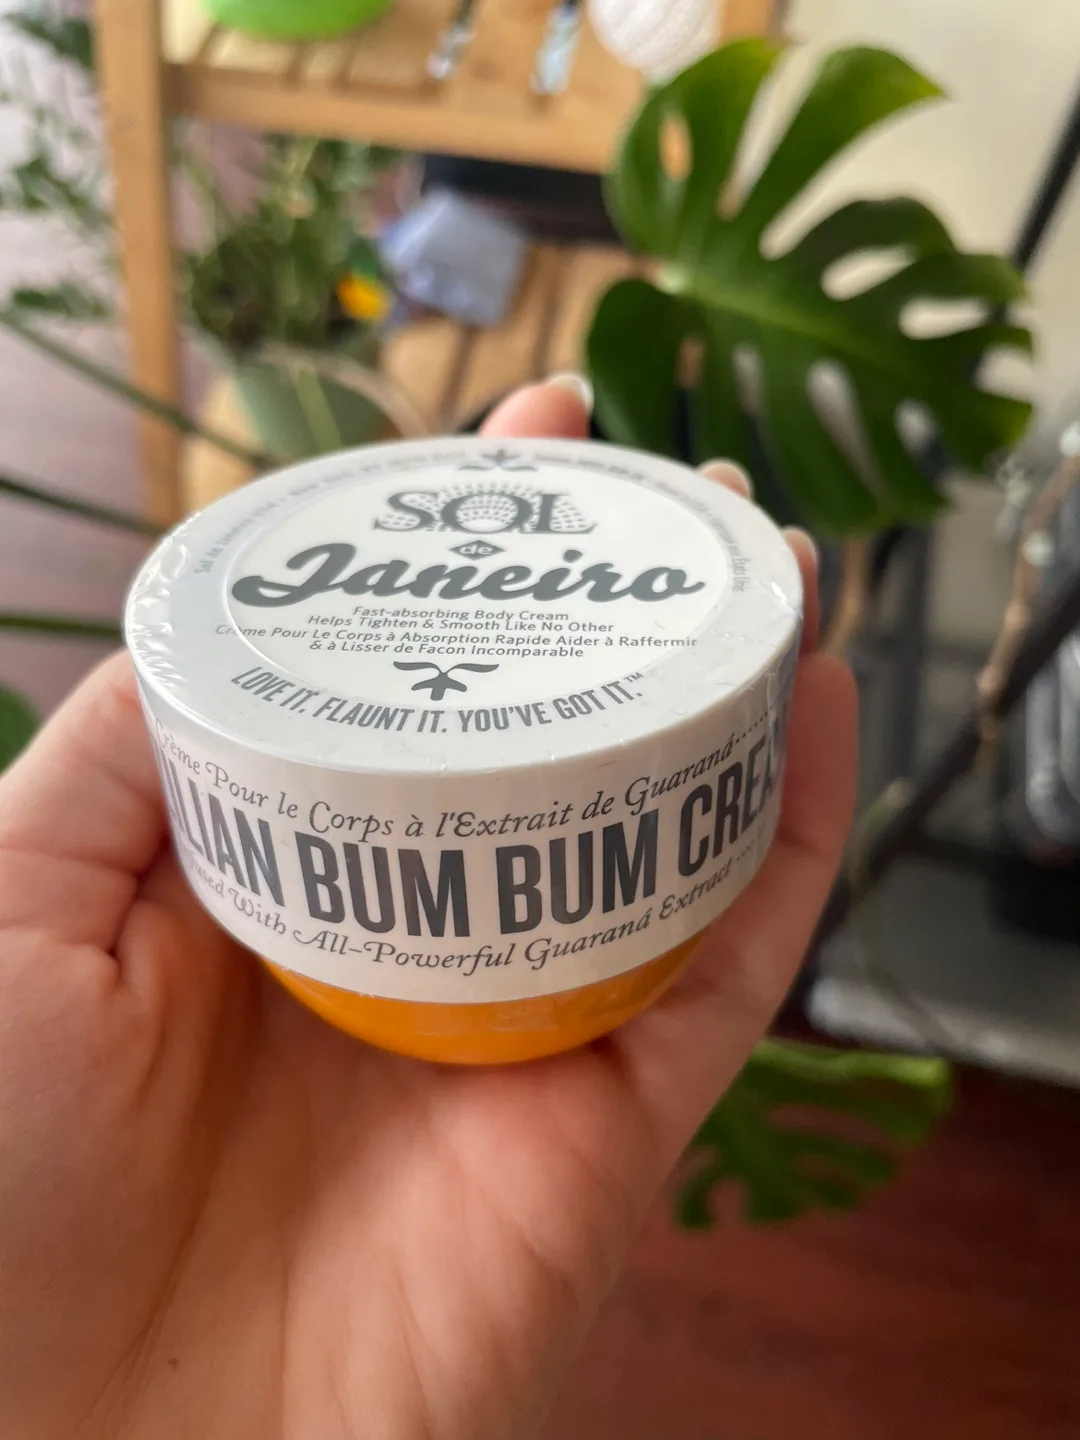 SOL
de
Janeiro
Fast-absorbing Body Cream
Helps Tighten & Smooth Like No Other
Crème Pour Le Corps à Absorption Rapide Aider à Raffermir
& à Lisser de Facon Incomparable
LOVE IT. FLAUNT IT. YOU'VE GOT IT.™
Crème Pour le Corps à l'Extrait de Guaraná
BUM BUM
With All-Powerful Guaraná Extract